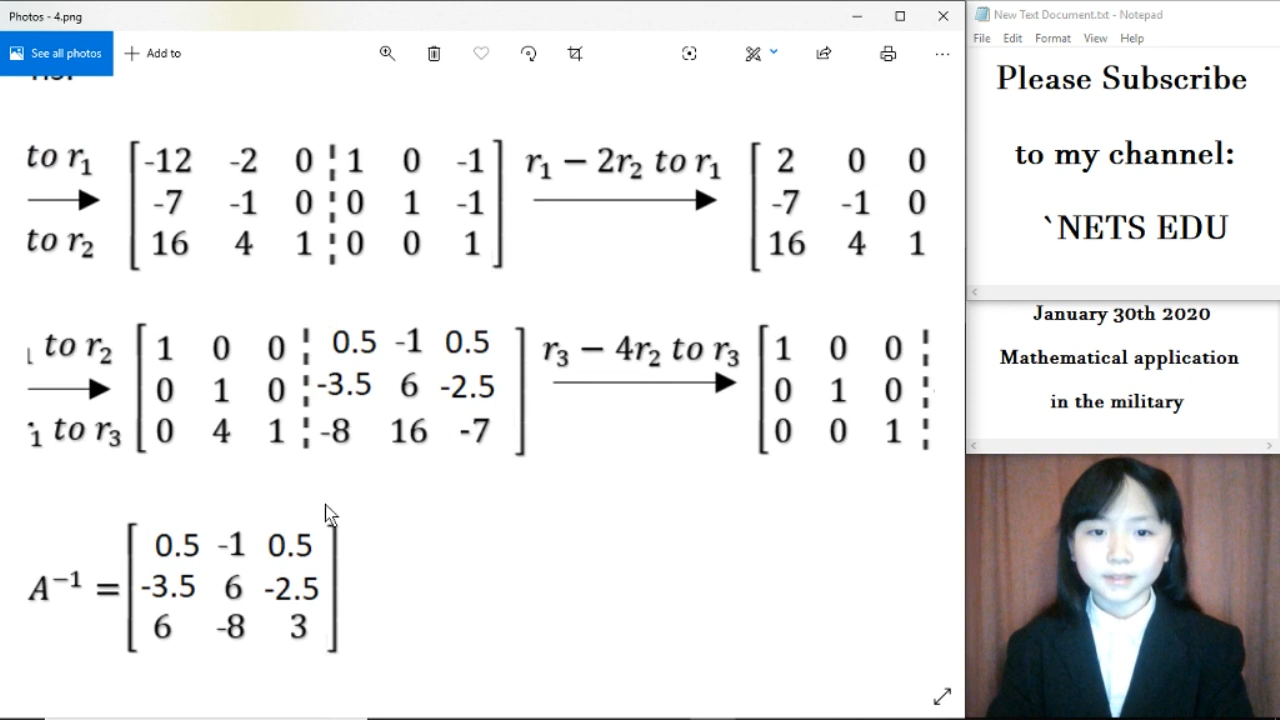 Photos - 4.png
See all photos
Add to
to r₁
to r₂
-12 -2 0 1 0 -1
-7 -1 0 0 1 -1
16 4 1 0 0 1
r₁ − 2r₂ to r₁
2 0 0
-7 -1 0
16 4 1
to r₂
₁ to r₃
1 0 0 0.5 -1 0.5
0 1 0 -3.5 6 -2.5
0 4 1 -8 16 -7
r₃ − 4r₂ to r₃
1 0 0
0 1 0
0 0 1
A⁻¹ =
0.5 -1 0.5
-3.5 6 -2.5
6 -8 3
New Text Document.txt - Notepad
File Edit Format View Help
Please Subscribe
to my channel:
`NETS EDU
January 30th 2020
Mathematical application
in the military